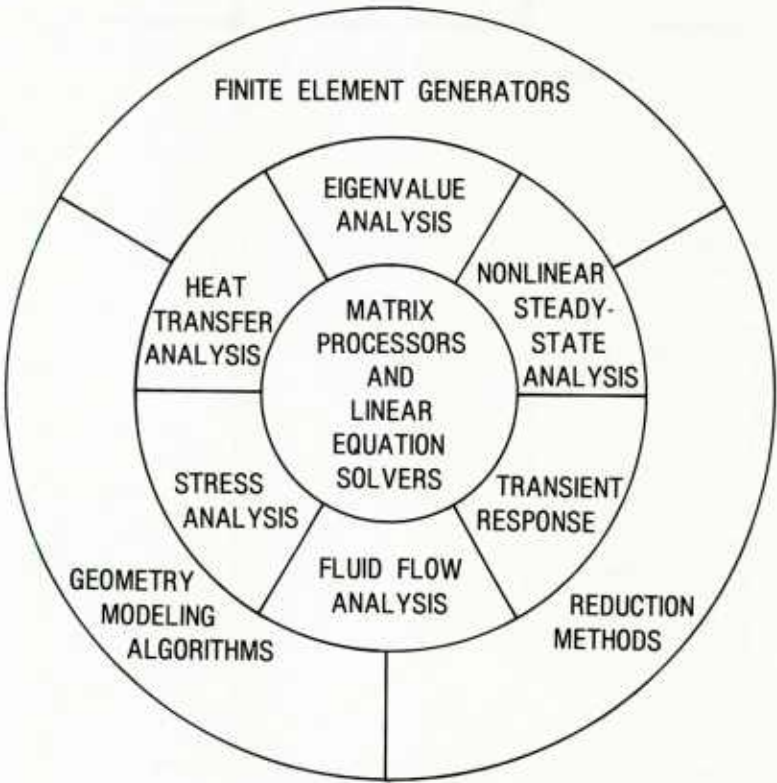 FINITE ELEMENT GENERATORS
EIGENVALUE
ANALYSIS
NONLINEAR
STEADY-
STATE
ANALYSIS
HEAT
TRANSFER
ANALYSIS
MATRIX
PROCESSORS
AND
LINEAR
EQUATION
SOLVERS
STRESS
ANALYSIS
TRANSIENT
RESPONSE
FLUID FLOW
ANALYSIS
GEOMETRY
MODELING
ALGORITHMS
REDUCTION
METHODS